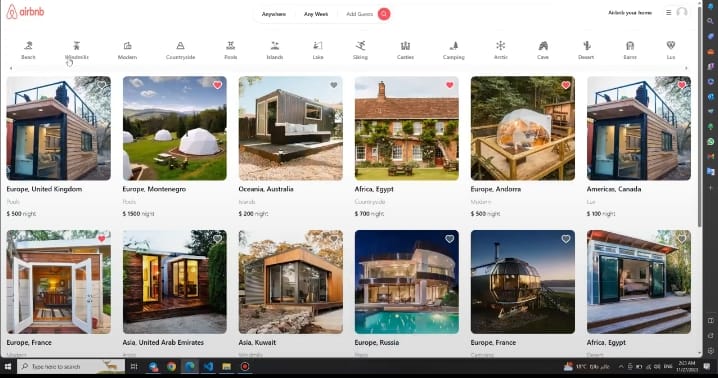 airbnb
Anywhere
Any Week
Add Guests
Airbnb your home
Beach
Windmills
Modern
Countryside
Pools
Islands
Lake
Skiing
Castles
Camping
Arctic
Cave
Desert
Barns
Lux
Europe, United Kingdom
Pools
$ 500 night
Europe, Montenegro
Pools
$ 1500 night
Oceania, Australia
Islands
$ 200 night
Africa, Egypt
Countryside
$ 700 night
Europe, Andorra
Modern
$ 500 night
Americas, Canada
Lux
$ 100 night
Europe, France
Modern
Asia, United Arab Emirates
Arctic
Asia, Kuwait
Windmills
Europe, Russia
Europe, France
Camping
Africa, Egypt
Desert
Type here to search
18°C
ENG
2:03 AM